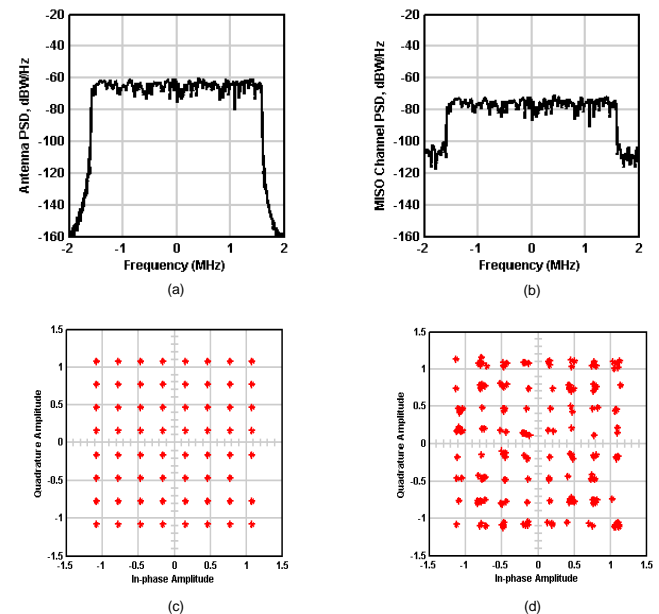 -20
-40
-60
-80
-100
-120
-140
-160
Antenna PSD, dBW/Hz
-2 -1 0 1 2
Frequency (MHz)
(a)
-20
-40
-60
-80
-100
-120
-140
-160
MISO Channel PSD, dBW/Hz
-2 -1 0 1 2
Frequency (MHz)
(b)
1.5
1
0.5
0
-0.5
-1
-1.5
Quadrature Amplitude
-1.5 -1 -0.5 0 0.5 1 1.5
In-phase Amplitude
(c)
1.5
1
0.5
0
-0.5
-1
-1.5
Quadrature Amplitude
-1.5 -1 -0.5 0 0.5 1 1.5
In-phase Amplitude
(d)